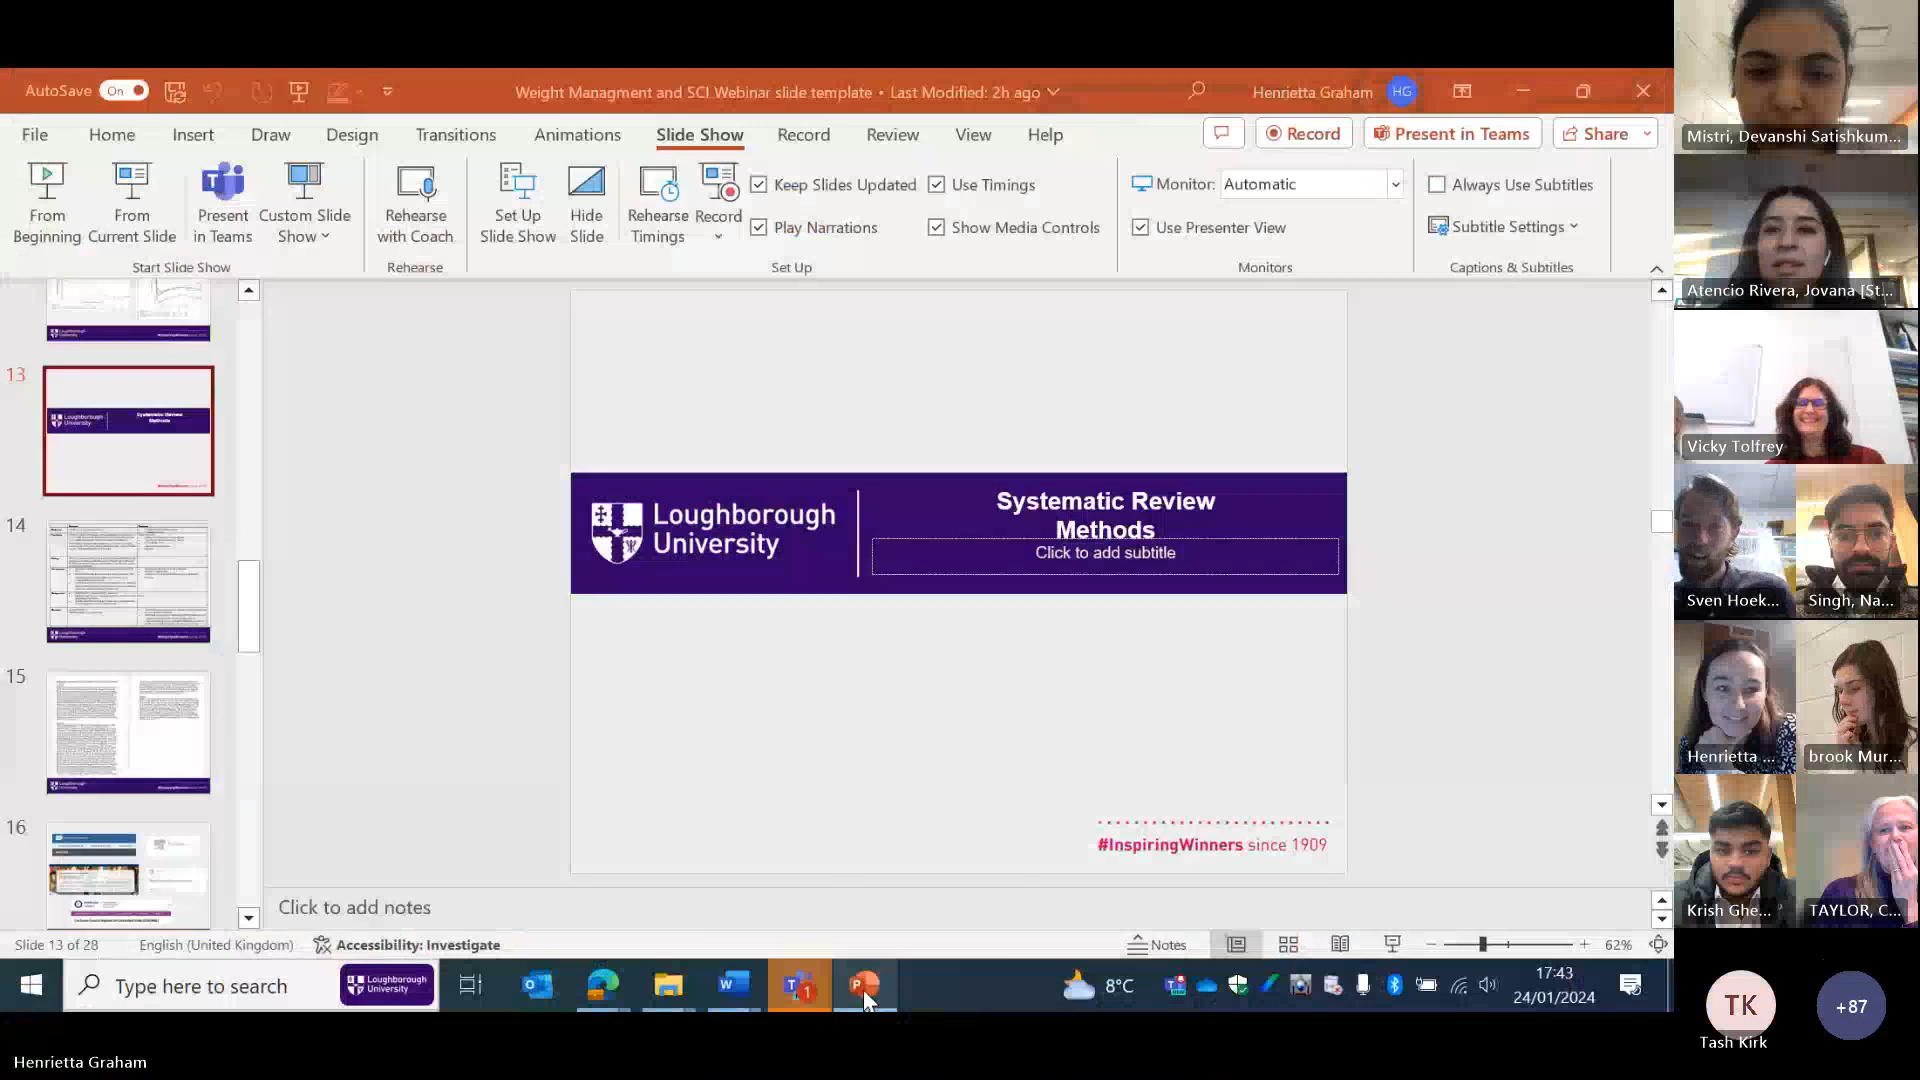 AutoSave On
Weight Managment and SCI Webinar slide template • Last Modified: 2h ago
Henrietta Graham HG
File Home Insert Draw Design Transitions Animations Slide Show Record Review View Help
Record Present in Teams Share
From Beginning
From Current Slide
Present in Teams
Custom Slide Show
Rehearse with Coach
Set Up Slide Show
Hide Slide
Rehearse Timings
Record
Keep Slides Updated
Use Timings
Play Narrations
Show Media Controls
Monitor: Automatic
Use Presenter View
Always Use Subtitles
Subtitle Settings
Start Slide Show
Rehearse
Set Up
Monitors
Captions & Subtitles
13
Loughborough University
Systematic Review
Methods
14
15
16
Loughborough
University
Systematic Review
Methods
Click to add subtitle
#InspiringWinners since 1909
Click to add notes
Slide 13 of 28
English (United Kingdom)
Accessibility: Investigate
Notes
62%
Type here to search
Loughborough University
1
8°C
17:43
24/01/2024
Henrietta Graham
Mistri, Devanshi Satishkum...
Atencio Rivera, Jovana [St...
Vicky Tolfrey
Sven Hoek...
Singh, Na...
Henrietta ...
brook Mur...
Krish Ghe...
TAYLOR, C...
TK
Tash Kirk
+87